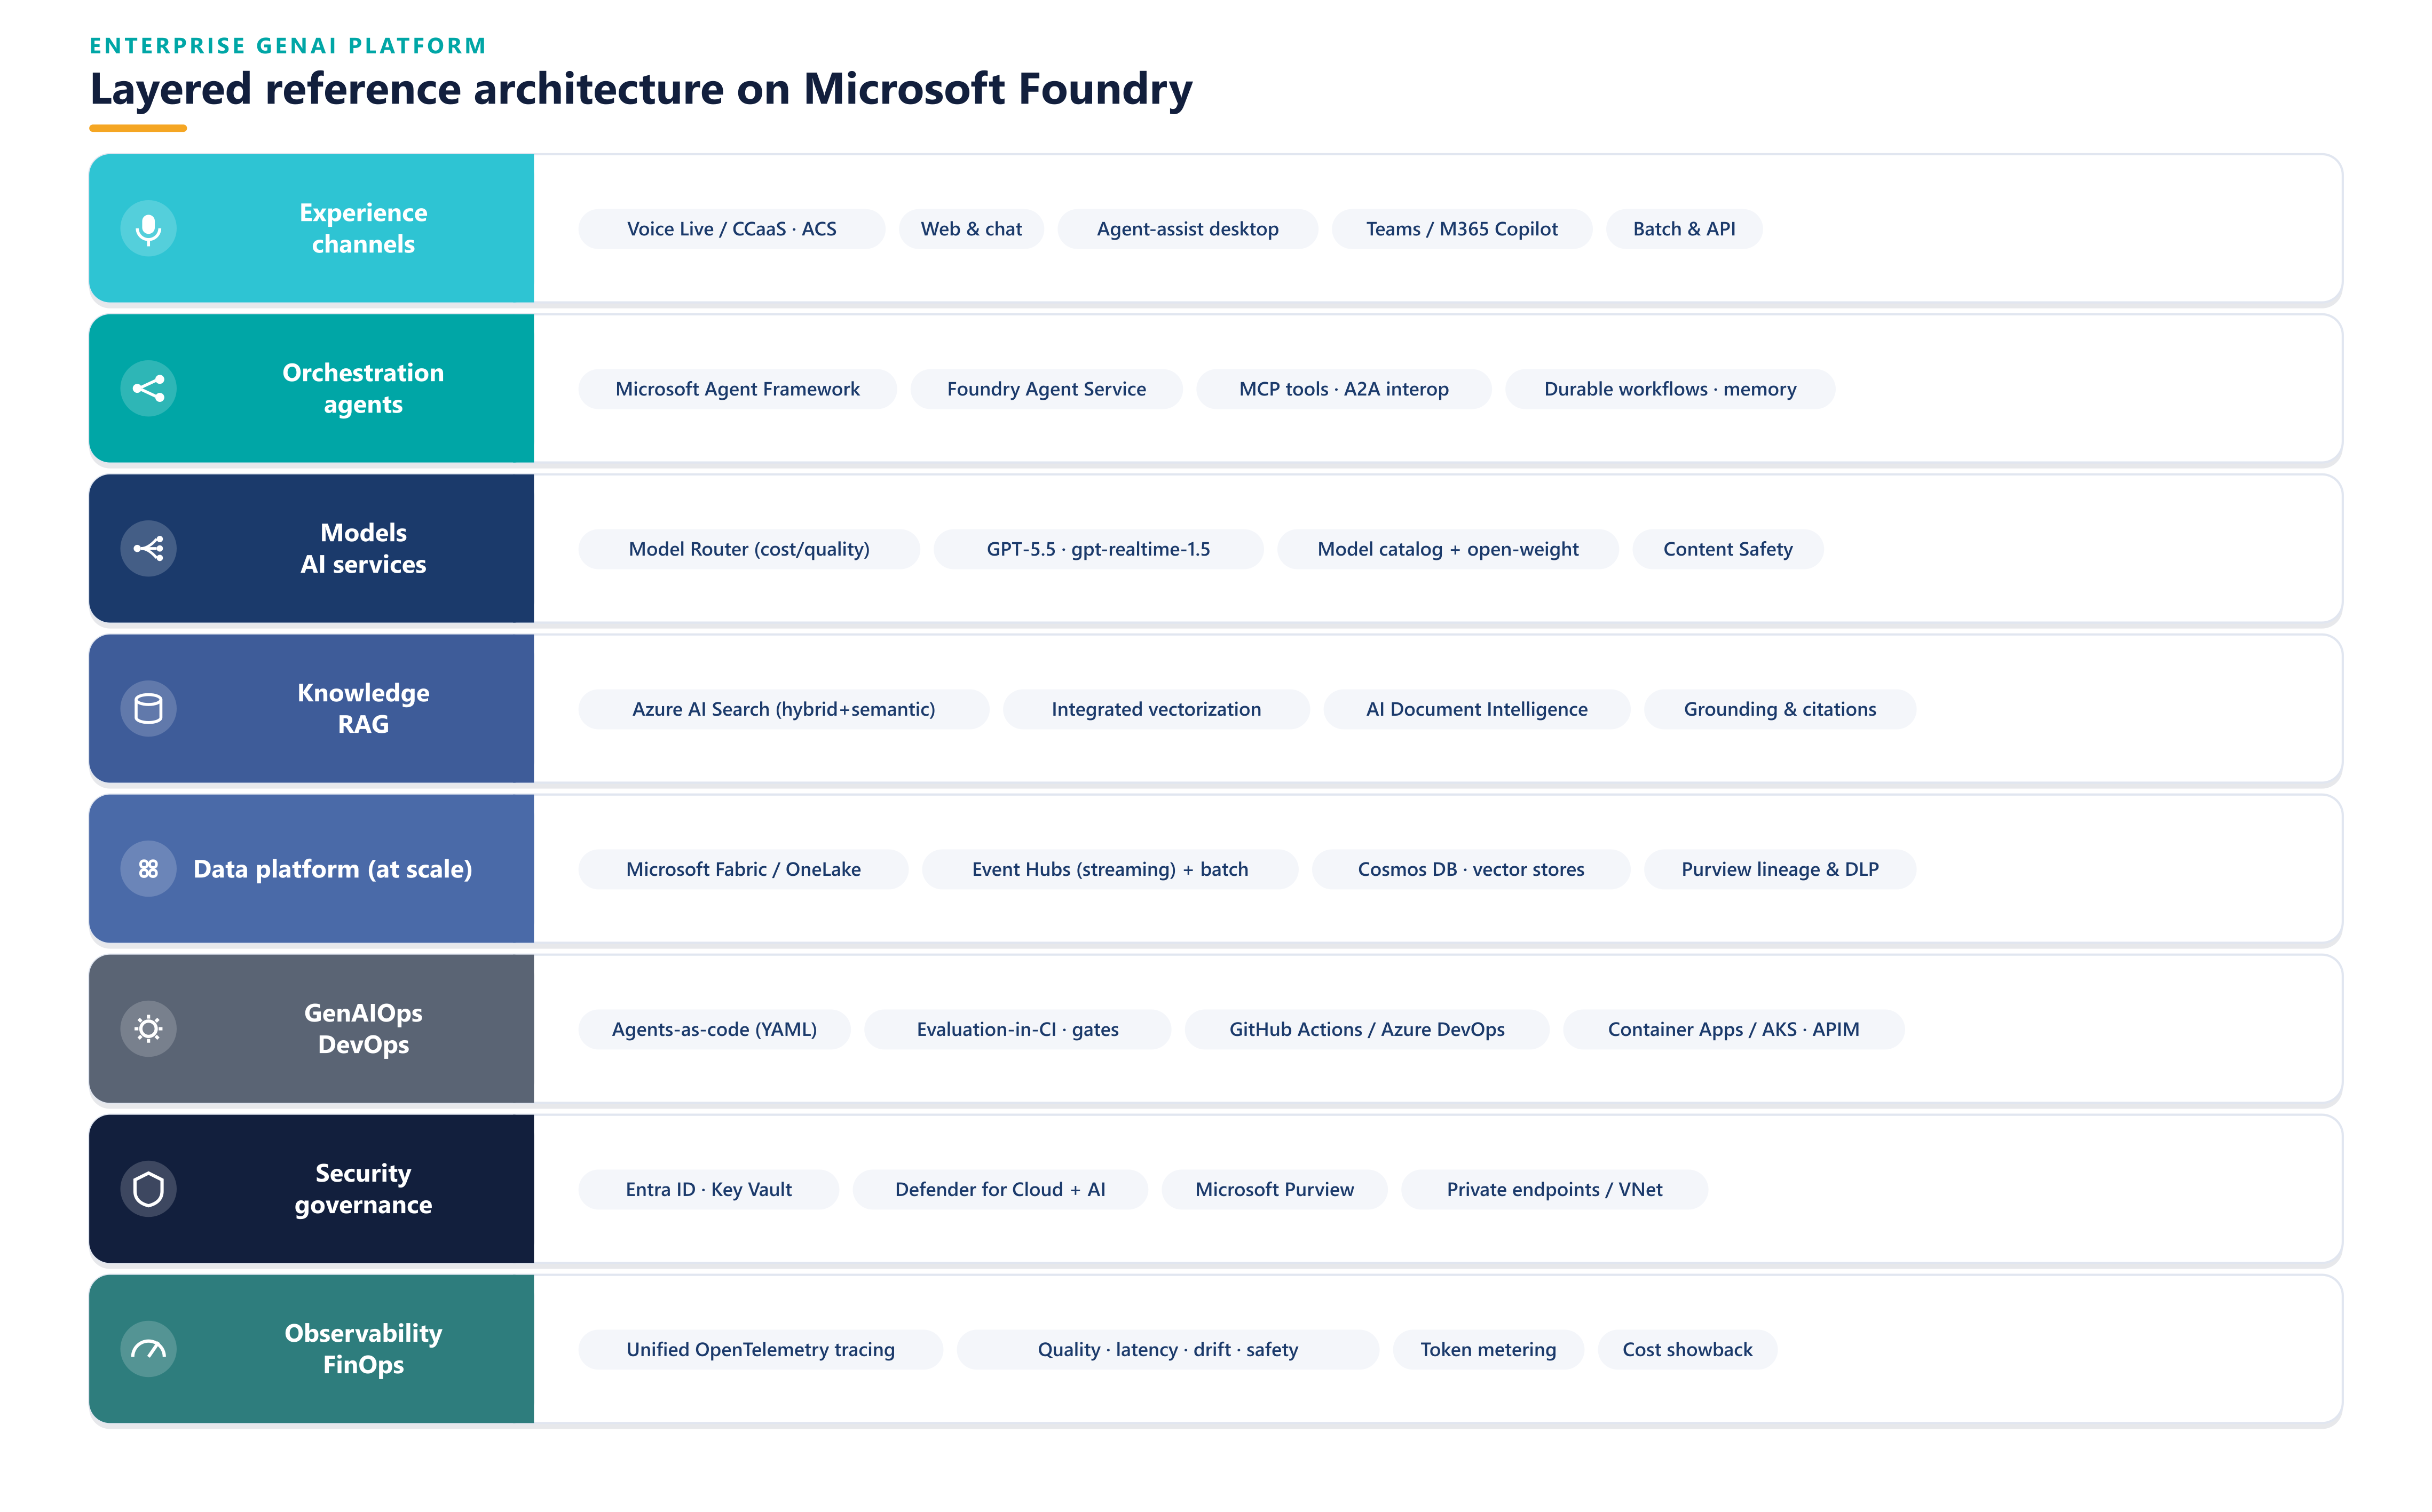 ENTERPRISE GENAI PLATFORM
Layered reference architecture on Microsoft Foundry
Experience
channels
Voice Live / CCaaS · ACS
Web & chat
Agent-assist desktop
Teams / M365 Copilot
Batch & API
Orchestration
agents
Microsoft Agent Framework
Foundry Agent Service
MCP tools · A2A interop
Durable workflows · memory
Models
AI services
Model Router (cost/quality)
GPT-5.5 · gpt-realtime-1.5
Model catalog + open-weight
Content Safety
Knowledge
RAG
Azure AI Search (hybrid+semantic)
Integrated vectorization
AI Document Intelligence
Grounding & citations
Data platform (at scale)
Microsoft Fabric / OneLake
Event Hubs (streaming) + batch
Cosmos DB · vector stores
Purview lineage & DLP
GenAIOps
DevOps
Agents-as-code (YAML)
Evaluation-in-CI · gates
GitHub Actions / Azure DevOps
Container Apps / AKS · APIM
Security
governance
Entra ID · Key Vault
Defender for Cloud + AI
Microsoft Purview
Private endpoints / VNet
Observability
FinOps
Unified OpenTelemetry tracing
Quality · latency · drift · safety
Token metering
Cost showback